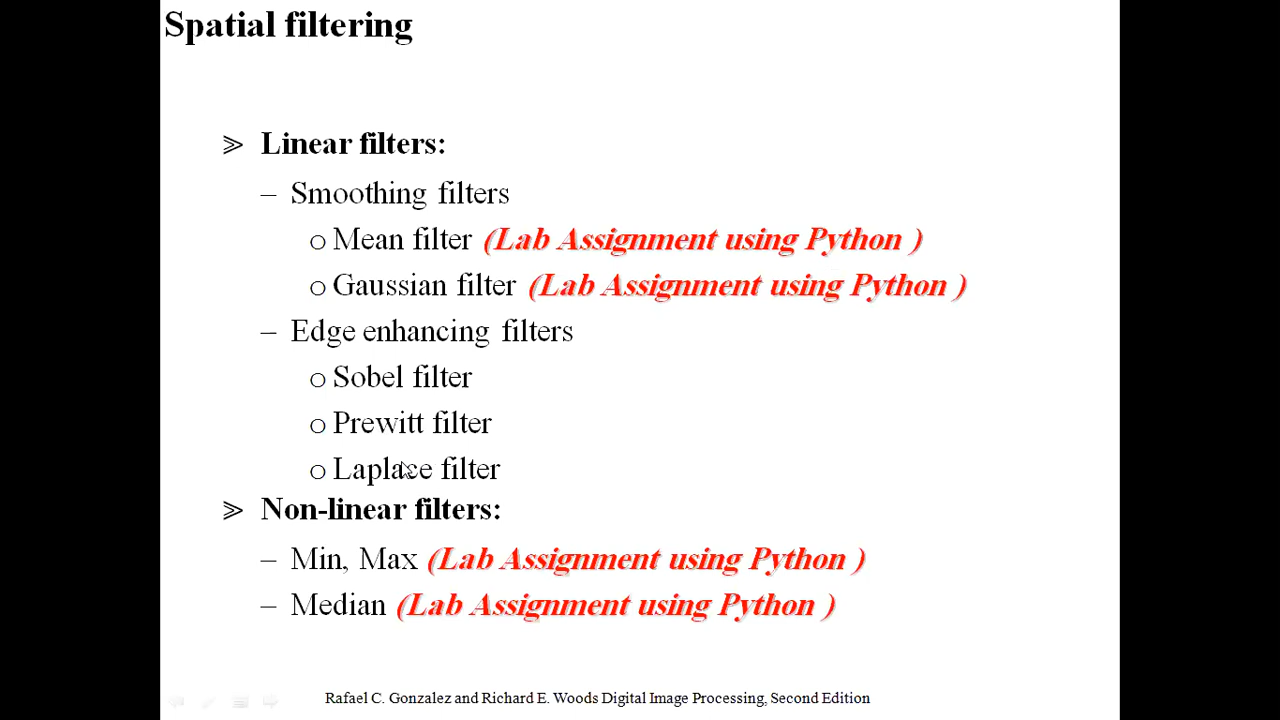 Spatial filtering
⪢ Linear filters:
– Smoothing filters
o Mean filter (Lab Assignment using Python )
o Gaussian filter (Lab Assignment using Python )
– Edge enhancing filters
o Sobel filter
o Prewitt filter
o Laplace filter
⪢ Non-linear filters:
– Min, Max (Lab Assignment using Python )
– Median (Lab Assignment using Python )
Rafael C. Gonzalez and Richard E. Woods Digital Image Processing, Second Edition